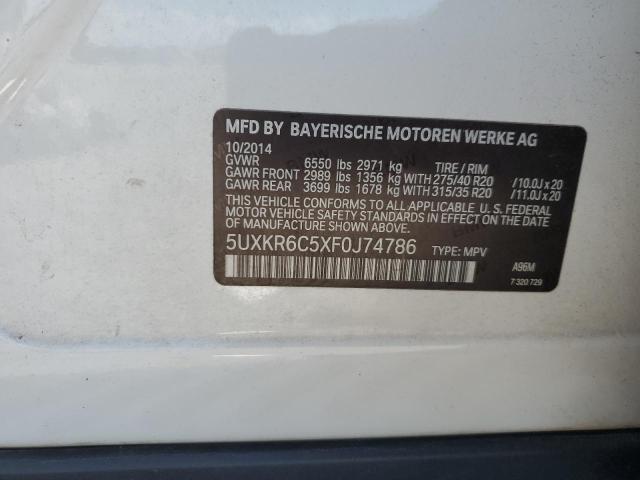 MFD BY BAYERISCHE MOTOREN WERKE AG
10/2014
GVWR 6550 lbs 2971 kg TIRE / RIM
GAWR FRONT 2989 lbs 1356 kg WITH 275/40 R20 /10.0J x 20
GAWR REAR 3699 lbs 1678 kg WITH 315/35 R20 /11.0J x 20
THIS VEHICLE CONFORMS TO ALL APPLICABLE U.S. FEDERAL
MOTOR VEHICLE SAFETY STANDARDS IN EFFECT ON THE DATE
OF MANUFACTURE SHOWN ABOVE.
5UXKR6C5XF0J74786 TYPE: MPV
A96M
7 320 729